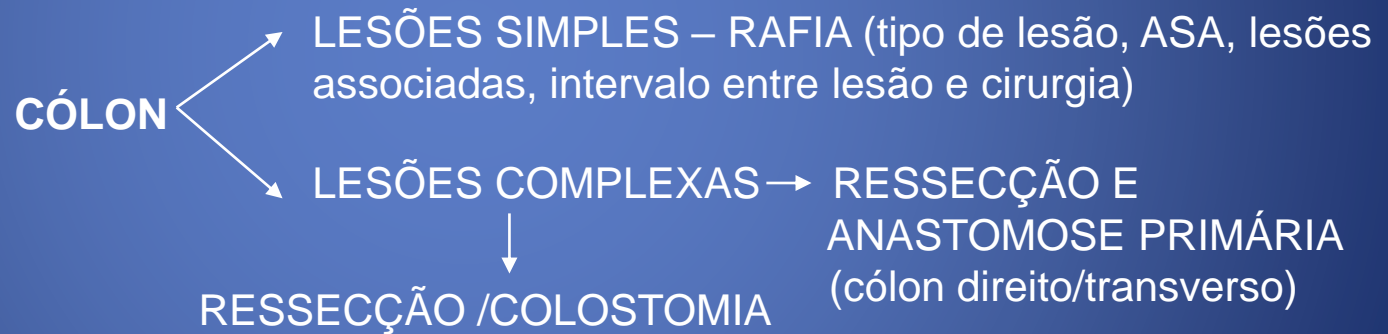 LESÕES SIMPLES – RAFIA (tipo de lesão, ASA, lesões
associadas, intervalo entre lesão e cirurgia)
CÓLON
LESÕES COMPLEXAS
RESSECÇÃO E
ANASTOMOSE PRIMÁRIA
(cólon direito/transverso)
RESSECÇÃO /COLOSTOMIA